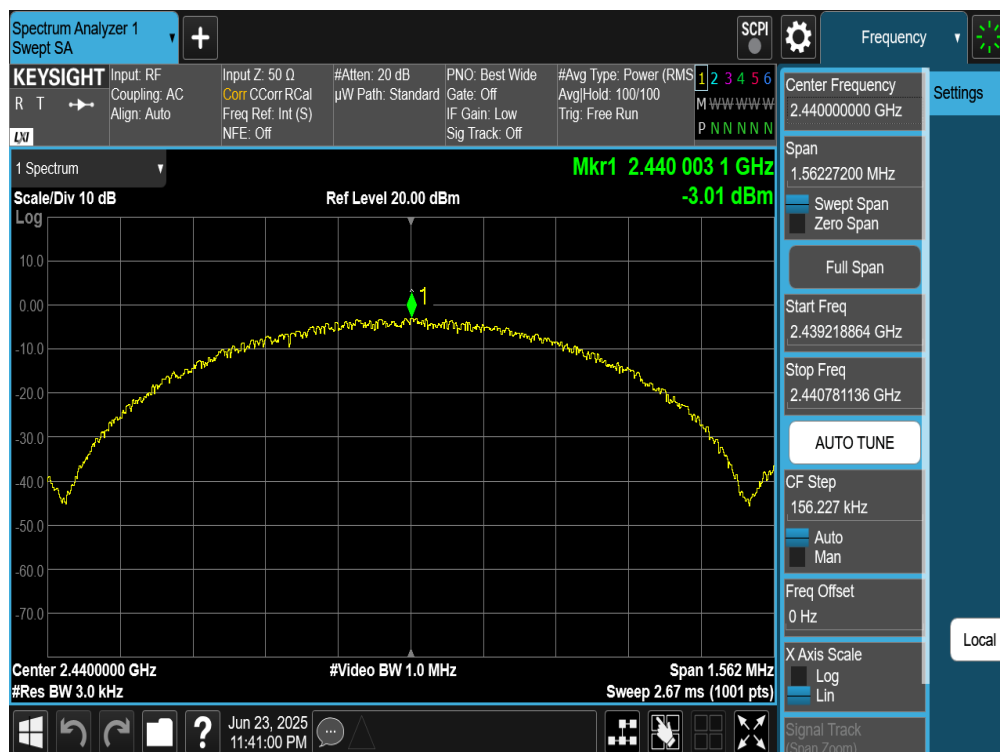 Spectrum Analyzer 1
Swept SA
+
SCPI
Frequency
KEYSIGHT
R T
LXI
Input: RF
Coupling: AC
Align: Auto
Input Z: 50 Ω
Corr CCorr RCal
Freq Ref: Int (S)
NFE: Off
#Atten: 20 dB
µW Path: Standard
PNO: Best Wide
Gate: Off
IF Gain: Low
Sig Track: Off
#Avg Type: Power (RMS
Avg|Hold: 100/100
Trig: Free Run
1 2 3 4 5 6
M W W W W W W
P N N N N N
1 Spectrum
Mkr1 2.440 003 1 GHz
-3.01 dBm
Scale/Div 10 dB
Ref Level 20.00 dBm
Log
10.0
0.00
-10.0
-20.0
-30.0
-40.0
-50.0
-60.0
-70.0
1
Center 2.4400000 GHz
#Video BW 1.0 MHz
Span 1.562 MHz
#Res BW 3.0 kHz
Sweep 2.67 ms (1001 pts)
Center Frequency
2.440000000 GHz
Span
1.56227200 MHz
Swept Span
Zero Span
Full Span
Start Freq
2.439218864 GHz
Stop Freq
2.440781136 GHz
AUTO TUNE
CF Step
156.227 kHz
Auto
Man
Freq Offset
0 Hz
X Axis Scale
Log
Lin
Signal Track
(Span Zoom)
Settings
Local
?
Jun 23, 2025
11:41:00 PM